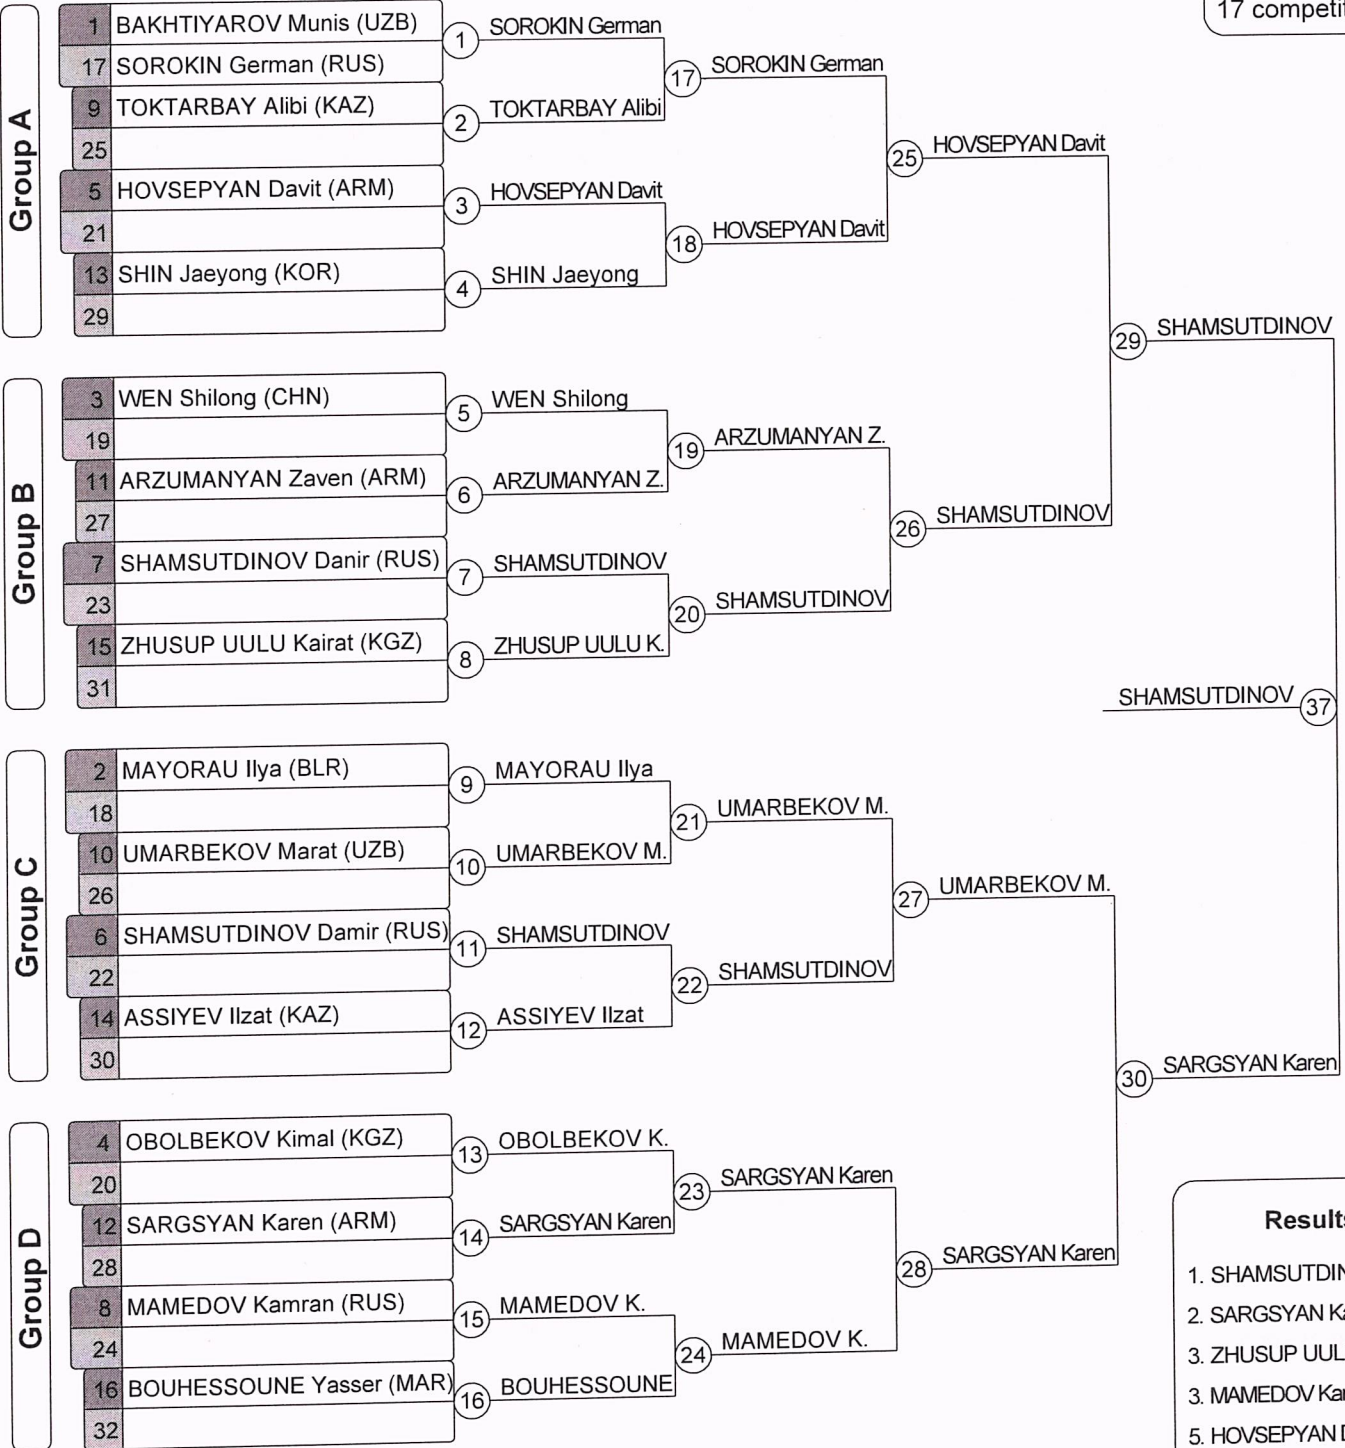 17 competit
Group A
1 BAKHTIYAROV Munis (UZB)
17 SOROKIN German (RUS)
9 TOKTARBAY Alibi (KAZ)
25
5 HOVSEPYAN Davit (ARM)
21
13 SHIN Jaeyong (KOR)
29
1 SOROKIN German
2 TOKTARBAY Alibi
3 HOVSEPYAN Davit
4 SHIN Jaeyong
17 SOROKIN German
18 HOVSEPYAN Davit
25 HOVSEPYAN Davit
Group B
3 WEN Shilong (CHN)
19
11 ARZUMANYAN Zaven (ARM)
27
7 SHAMSUTDINOV Danir (RUS)
23
15 ZHUSUP UULU Kairat (KGZ)
31
5 WEN Shilong
6 ARZUMANYAN Z.
7 SHAMSUTDINOV
8 ZHUSUP UULU K.
19 ARZUMANYAN Z.
20 SHAMSUTDINOV
26 SHAMSUTDINOV
29 SHAMSUTDINOV
SHAMSUTDINOV 37
Group C
2 MAYORAU Ilya (BLR)
18
10 UMARBEKOV Marat (UZB)
26
6 SHAMSUTDINOV Damir (RUS)
22
14 ASSIYEV Ilzat (KAZ)
30
9 MAYORAU Ilya
10 UMARBEKOV M.
11 SHAMSUTDINOV
12 ASSIYEV Ilzat
21 UMARBEKOV M.
22 SHAMSUTDINOV
27 UMARBEKOV M.
30 SARGSYAN Karen
Group D
4 OBOLBEKOV Kimal (KGZ)
20
12 SARGSYAN Karen (ARM)
28
8 MAMEDOV Kamran (RUS)
24
16 BOUHESSOUNE Yasser (MAR)
32
13 OBOLBEKOV K.
14 SARGSYAN Karen
15 MAMEDOV K.
16 BOUHESSOUNE
23 SARGSYAN Karen
24 MAMEDOV K.
28 SARGSYAN Karen
Results
1. SHAMSUTDIN
2. SARGSYAN Ka
3. ZHUSUP UUL
3. MAMEDOV Kar
5. HOVSEPYAN D